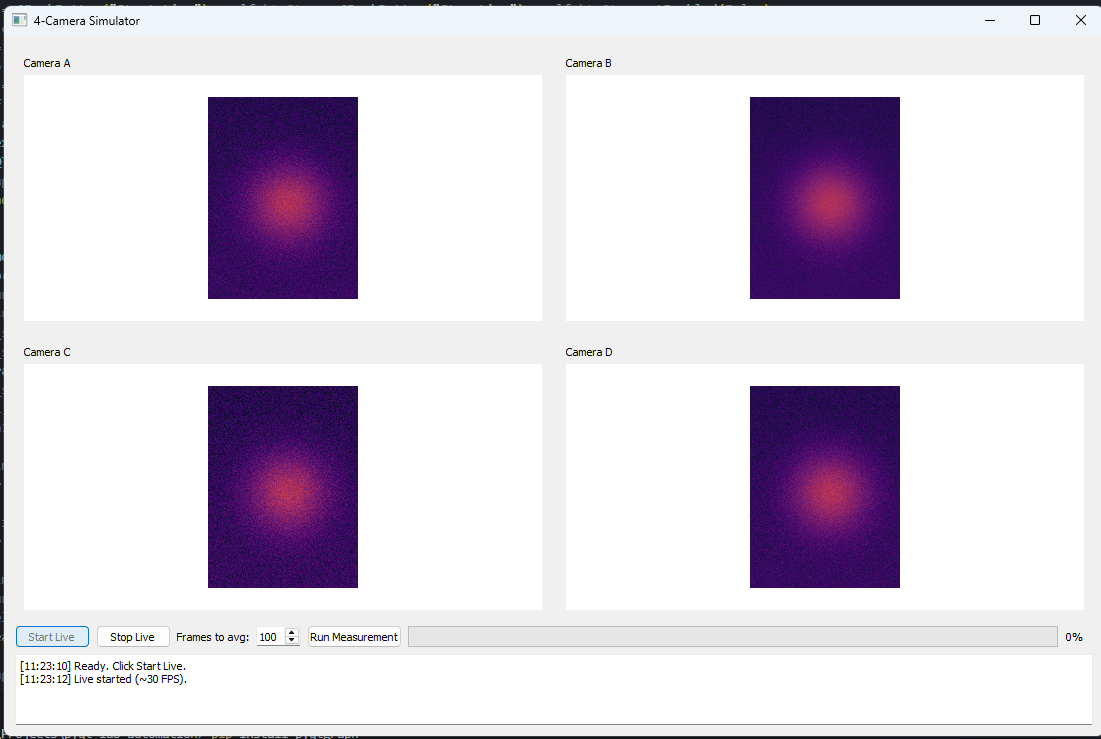 4-Camera Simulator
Camera A
Camera B
Camera C
Camera D
Start Live
Stop Live
Frames to avg:
100
Run Measurement
0%
[11:23:10] Ready. Click Start Live.
[11:23:12] Live started (~30 FPS).